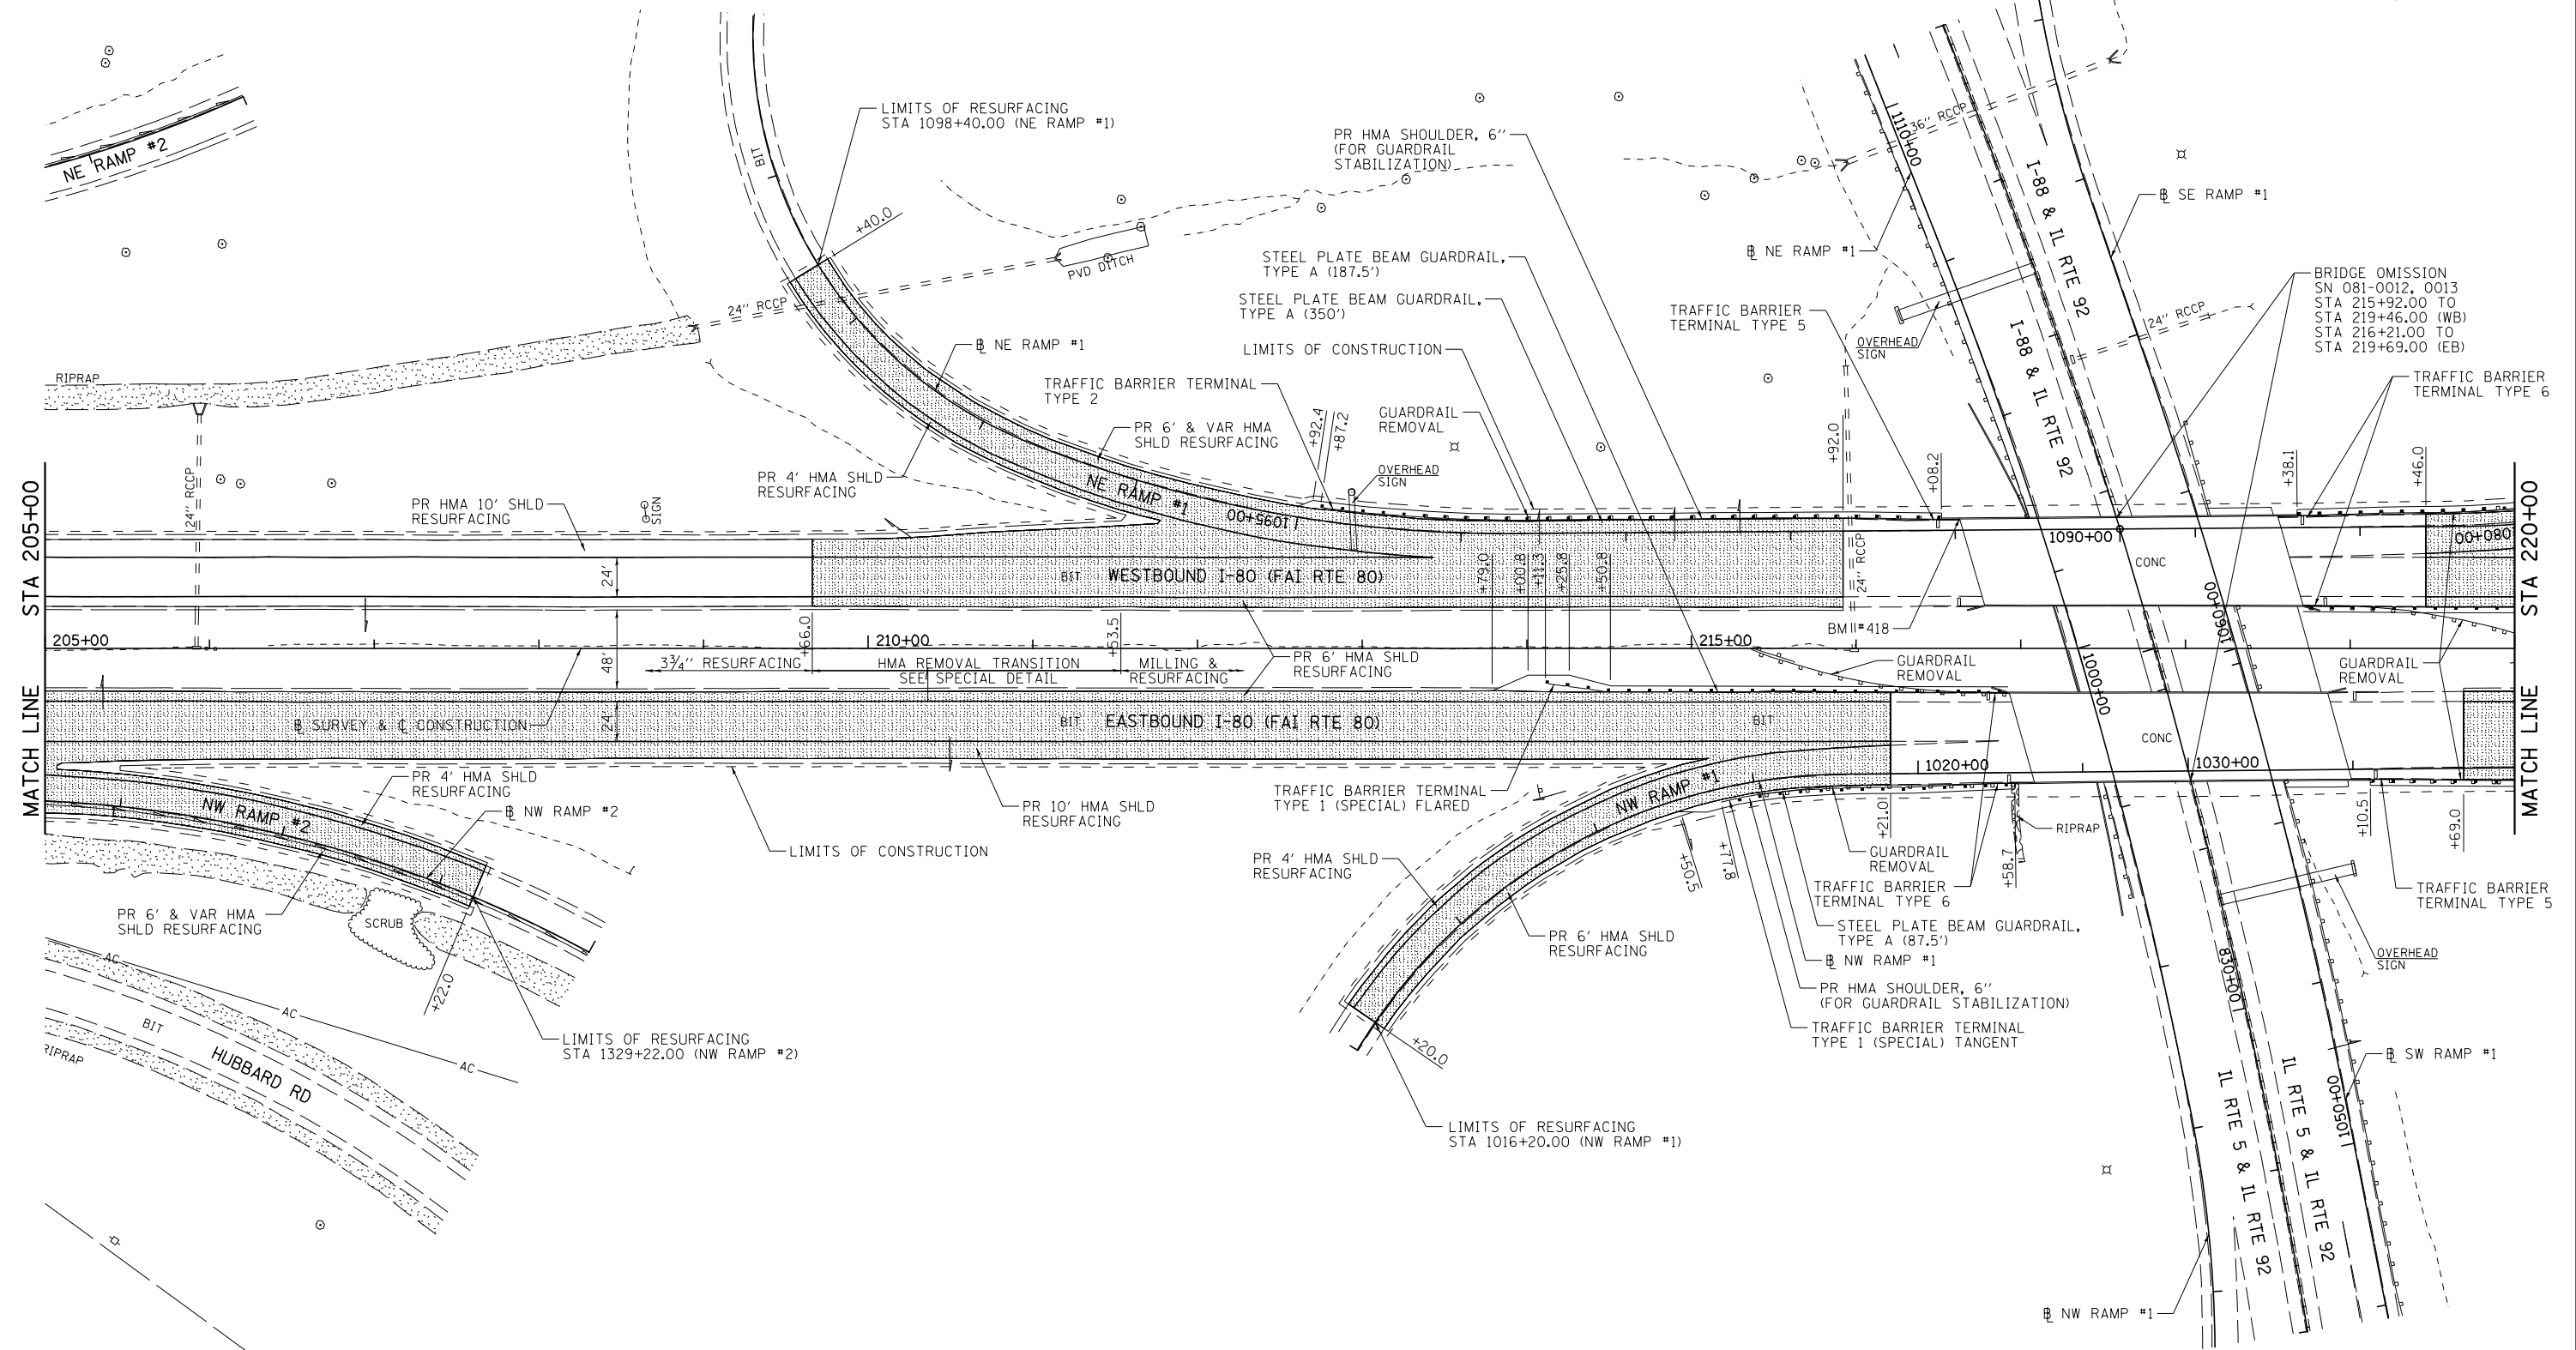 LIMITS OF RESURFACING
STA 1098+40.00 (NE RAMP #1)
NE RAMP #2
BIT
+40.0
PVD DITCH
24" RCCP
RIPRAP
PR HMA SHOULDER, 6"
(FOR GUARDRAIL
STABILIZATION)
STEEL PLATE BEAM GUARDRAIL,
TYPE A (187.5')
STEEL PLATE BEAM GUARDRAIL,
TYPE A (350')
LIMITS OF CONSTRUCTION
TRAFFIC BARRIER TERMINAL
TYPE 2
GUARDRAIL
REMOVAL
TRAFFIC BARRIER
TERMINAL TYPE 5
1110+00
36" RCCP
I-88 & IL RTE 92
I-88 & IL RTE 92
℄ SE RAMP #1
℄ NE RAMP #1
OVERHEAD
SIGN
24" RCCP
BRIDGE OMISSION
SN 081-0012, 0013
STA 215+92.00 TO
STA 219+46.00 (WB)
STA 216+21.00 TO
STA 219+69.00 (EB)
TRAFFIC BARRIER
TERMINAL TYPE 6
℄ NE RAMP #1
PR 6' & VAR HMA
SHLD RESURFACING
PR 4' HMA SHLD
RESURFACING
NE RAMP #1
1095+00
+92.4
+87.2
OVERHEAD
SIGN
+92.0
+08.2
+38.1
+46.0
24" RCCP
SIGN
PR HMA 10' SHLD
RESURFACING
MATCH LINE STA 205+00
24'
BIT WESTBOUND I-80 (FAI RTE 80)
+79.0
+00.8
+11.3
+25.8
+50.8
24" RCCP
1090+00
CONC
1080+00
MATCH LINE STA 220+00
BM #418
205+00
210+00
215+00
1060+00
1000+00
48'
+66.0
+53.5
3¾" RESURFACING
HMA REMOVAL TRANSITION
SEE SPECIAL DETAIL
MILLING &
RESURFACING
PR 6' HMA SHLD
RESURFACING
GUARDRAIL
REMOVAL
GUARDRAIL
REMOVAL
℄ SURVEY & ℄ CONSTRUCTION
24'
BIT EASTBOUND I-80 (FAI RTE 80)
BIT
CONC
1020+00
1030+00
NW RAMP #2
PR 4' HMA SHLD
RESURFACING
℄ NW RAMP #2
PR 10' HMA SHLD
RESURFACING
LIMITS OF CONSTRUCTION
TRAFFIC BARRIER TERMINAL
TYPE 1 (SPECIAL) FLARED
NW RAMP #1
+50.5
+77.8
+21.0
+58.7
+10.5
+69.0
RIPRAP
GUARDRAIL
REMOVAL
TRAFFIC BARRIER
TERMINAL TYPE 6
TRAFFIC BARRIER
TERMINAL TYPE 5
STEEL PLATE BEAM GUARDRAIL,
TYPE A (87.5')
℄ NW RAMP #1
PR HMA SHOULDER, 6"
(FOR GUARDRAIL STABILIZATION)
TRAFFIC BARRIER TERMINAL
TYPE 1 (SPECIAL) TANGENT
PR 4' HMA SHLD
RESURFACING
PR 6' HMA SHLD
RESURFACING
PR 6' & VAR HMA
SHLD RESURFACING
SCRUB
+22.0
AC
AC
AC
BIT
RIPRAP
HUBBARD RD
LIMITS OF RESURFACING
STA 1329+22.00 (NW RAMP #2)
+20.0
LIMITS OF RESURFACING
STA 1016+20.00 (NW RAMP #1)
OVERHEAD
SIGN
830+00
1050+00
℄ SW RAMP #1
IL RTE 5 & IL RTE 92
IL RTE 5 & IL RTE 92
℄ NW RAMP #1